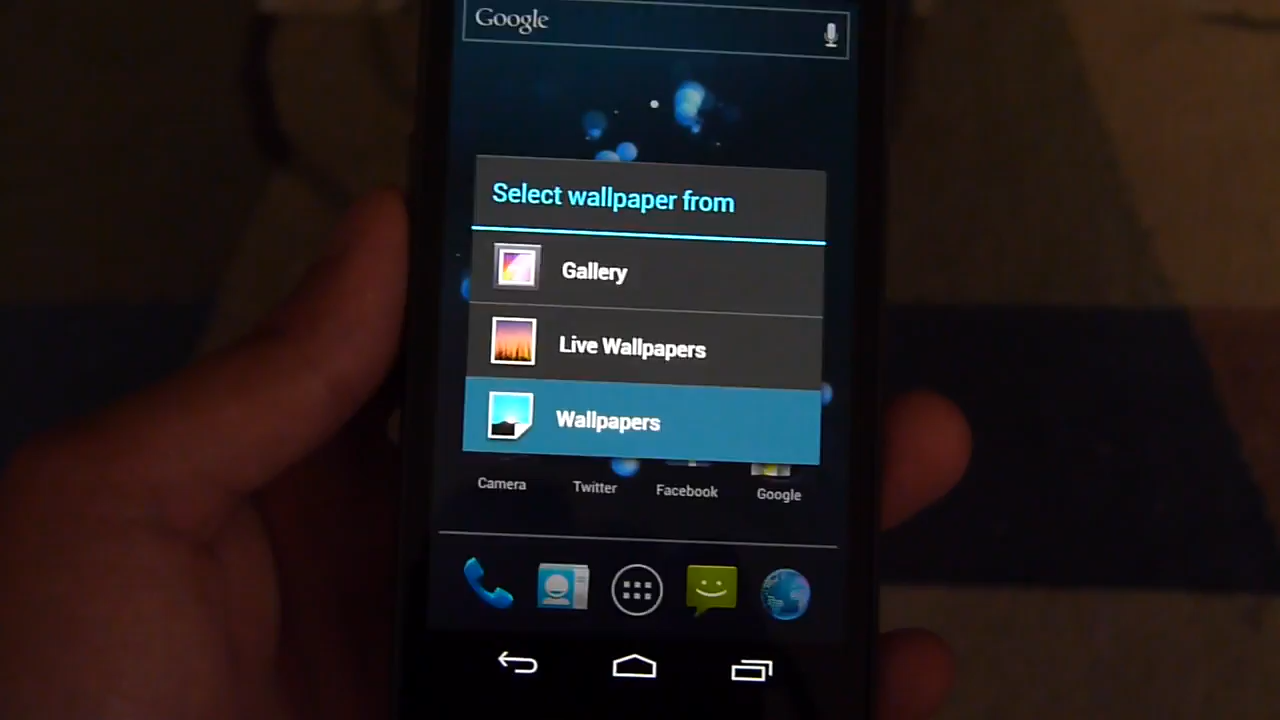 Google
Select wallpaper from
Gallery
Live Wallpapers
Wallpapers
Camera Twitter Facebook Google